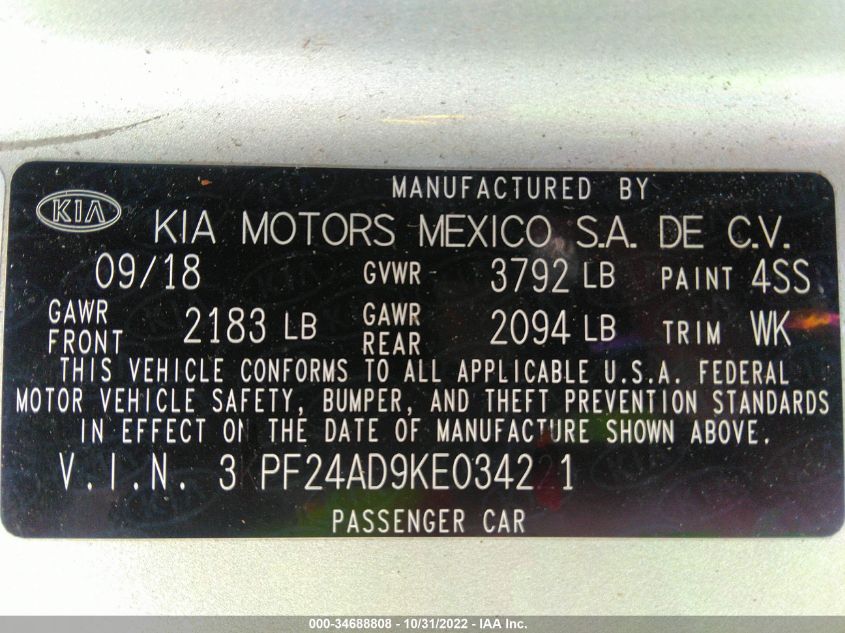 MANUFACTURED BY
KIA KIA MOTORS MEXICO S.A. DE C.V.
09/18 GVWR 3792 LB PAINT 4SS
GAWR FRONT 2183 LB GAWR REAR 2094 LB TRIM WK
THIS VEHICLE CONFORMS TO ALL APPLICABLE U.S.A. FEDERAL
MOTOR VEHICLE SAFETY, BUMPER, AND THEFT PREVENTION STANDARDS
IN EFFECT ON THE DATE OF MANUFACTURE SHOWN ABOVE.
V.I.N. 3 PF24AD9KE034221
PASSENGER CAR
000-34688808 - 10/31/2022 - IAA Inc.